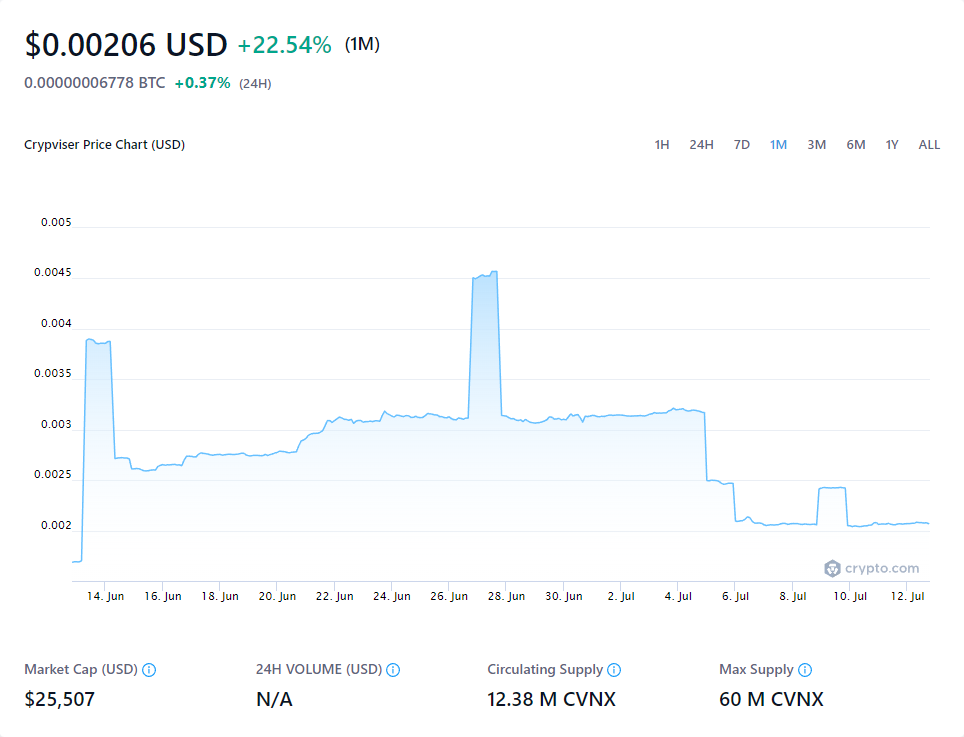 $0.00206 USD +22.54% (1M)
0.00000006778 BTC +0.37% (24H)
Crypviser Price Chart (USD) 1H 24H 7D 1M 3M 6M 1Y ALL
0.005
0.0045
0.004
0.0035
0.003
0.0025
0.002
crypto.com
14. Jun 16. Jun 18. Jun 20. Jun 22. Jun 24. Jun 26. Jun 28. Jun 30. Jun 2. Jul 4. Jul 6. Jul 8. Jul 10. Jul 12. Jul
Market Cap (USD) 24H VOLUME (USD) Circulating Supply Max Supply
$25,507 N/A 12.38 M CVNX 60 M CVNX